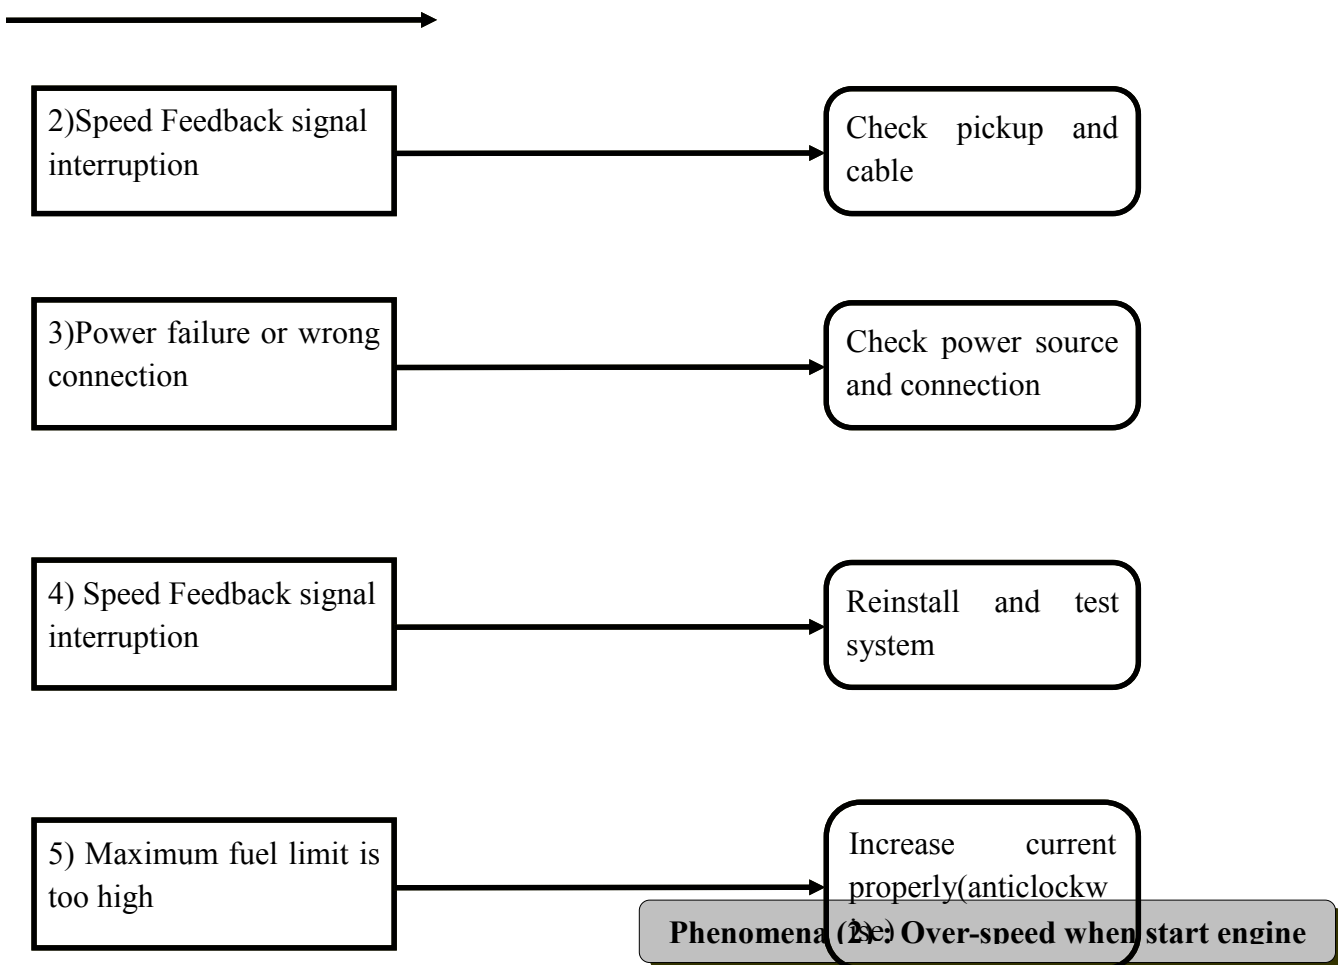 2)Speed Feedback signal
interruption
Check pickup and
cable
3)Power failure or wrong
connection
Check power source
and connection
4) Speed Feedback signal
interruption
Reinstall and test
system
5) Maximum fuel limit is
too high
Increase current
properly(anticlockw
ise)
Phenomena (2) : Over-speed when start engine